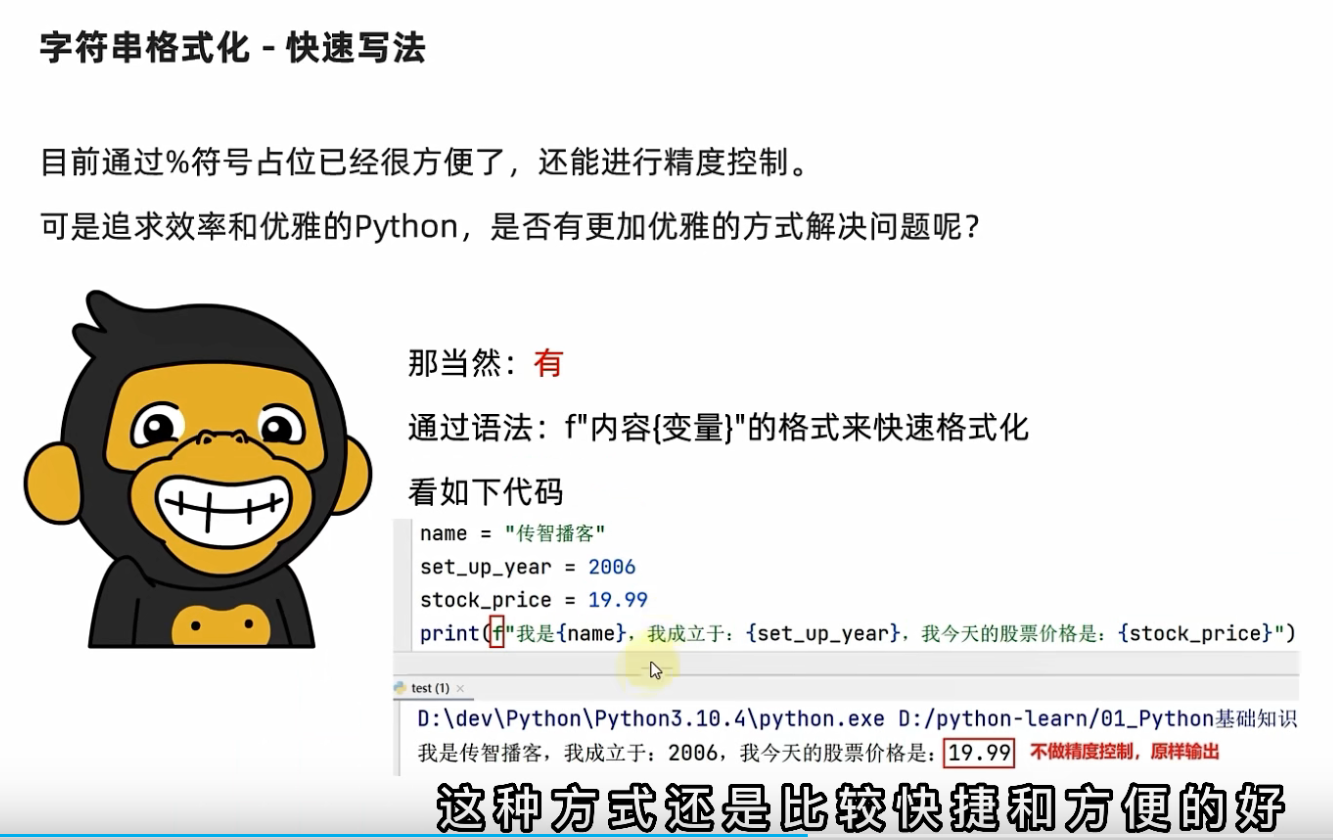 字符串格式化 - 快速写法
目前通过%符号占位已经很方便了，还能进行精度控制。
可是追求效率和优雅的Python，是否有更加优雅的方式解决问题呢？
那当然：有
通过语法：f"内容{变量}"的格式来快速格式化
看如下代码
name = "传智播客"
set_up_year = 2006
stock_price = 19.99
print(f"我是{name}，我成立于：{set_up_year}，我今天的股票价格是：{stock_price}")
test (1) ×
D:\dev\Python\Python3.10.4\python.exe D:/python-learn/01_Python基础知识
我是传智播客，我成立于：2006，我今天的股票价格是：19.99 不做精度控制，原样输出
这种方式还是比较快捷和方便的好